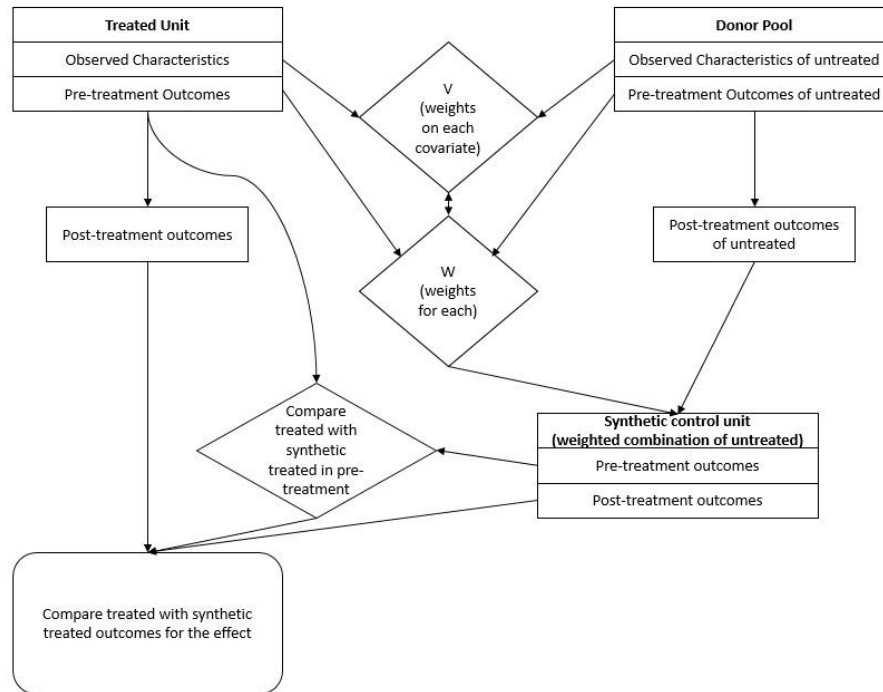 Treated Unit
Observed Characteristics
Pre-treatment Outcomes
Donor Pool
Observed Characteristics of untreated
Pre-treatment Outcomes of untreated
V
(weights
on each
covariate)
Post-treatment outcomes
Post-treatment outcomes
of untreated
W
(weights
for each)
Compare
treated with
synthetic
treated in pre-
treatment
Synthetic control unit
(weighted combination of untreated)
Pre-treatment outcomes
Post-treatment outcomes
Compare treated with synthetic
treated outcomes for the effect